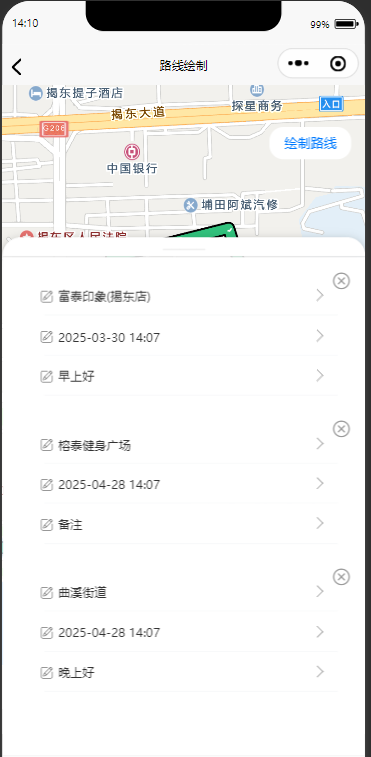 14:10
99%
路线绘制
揭东提子酒店
探星商务
入口
揭东大道
G206
绘制路线
中国银行
埔田阿斌汽修
揭东区人民法院
富泰印象(揭东店)
2025-03-30 14:07
早上好
榕泰健身广场
2025-04-28 14:07
备注
曲溪街道
2025-04-28 14:07
晚上好